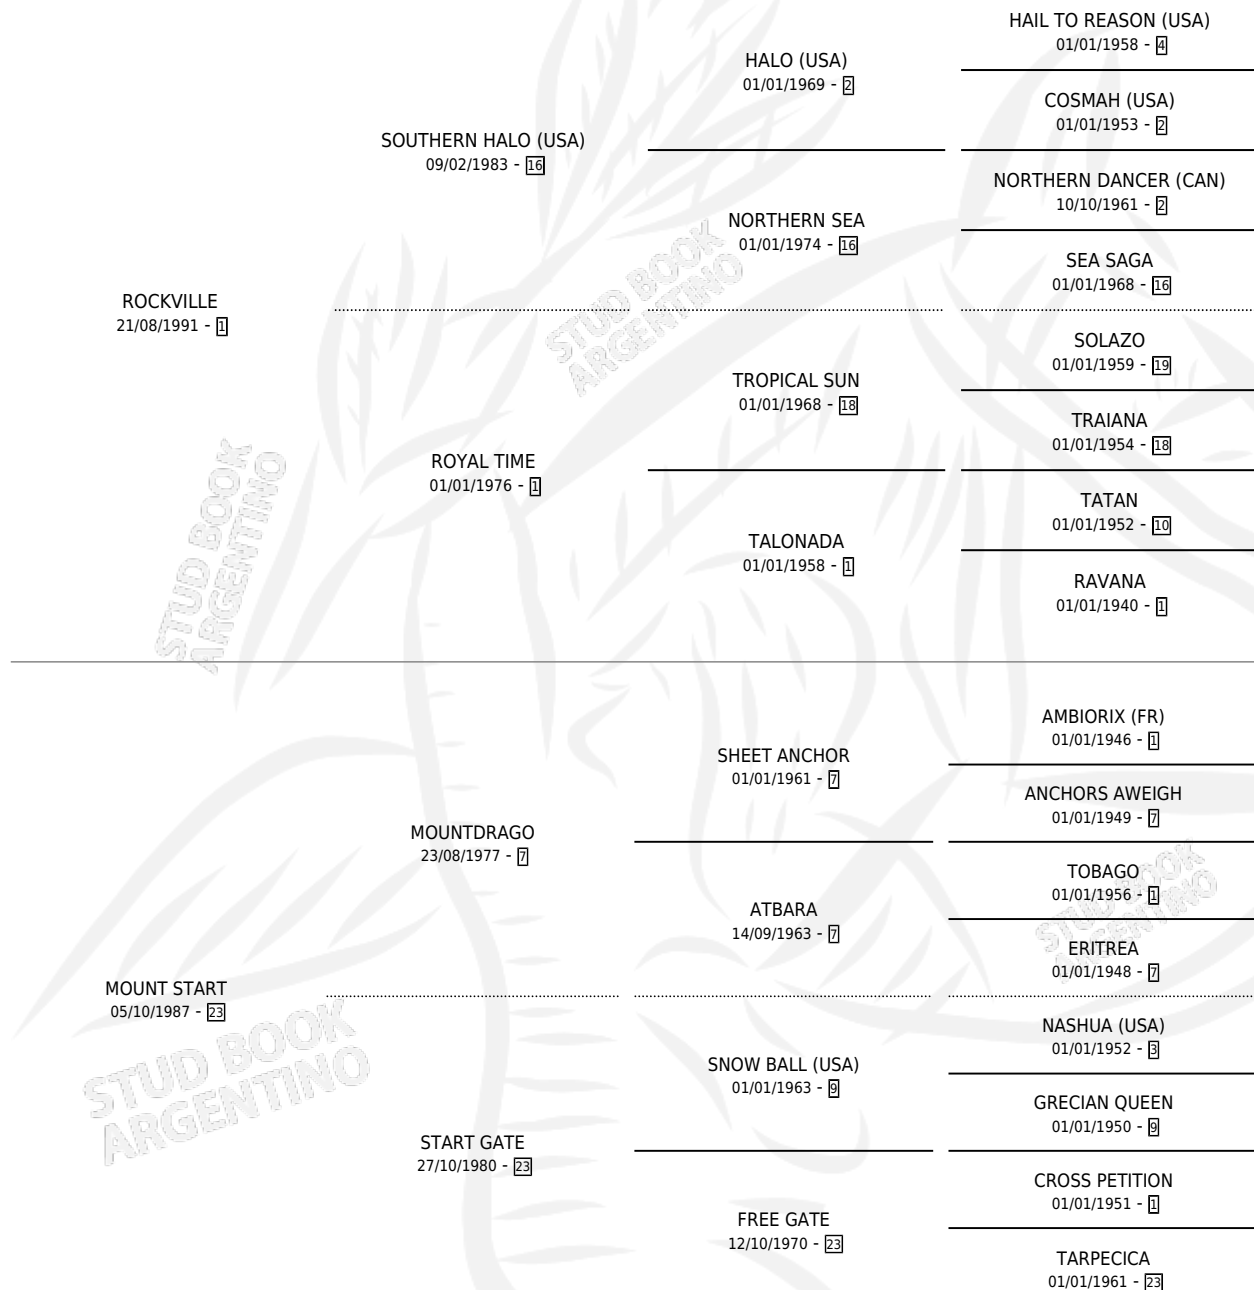 HAIL TO REASON (USA)
01/01/1958 - 4
HALO (USA)
01/01/1969 - 2
COSMAH (USA)
01/01/1953 - 2
SOUTHERN HALO (USA)
09/02/1983 - 16
NORTHERN DANCER (CAN)
10/10/1961 - 2
NORTHERN SEA
01/01/1974 - 16
SEA SAGA
01/01/1968 - 16
ROCKVILLE
21/08/1991 - 1
SOLAZO
01/01/1959 - 19
TROPICAL SUN
01/01/1968 - 18
TRAIANA
01/01/1954 - 18
ROYAL TIME
01/01/1976 - 1
TATAN
01/01/1952 - 10
TALONADA
01/01/1958 - 1
RAVANA
01/01/1940 - 1
AMBIORIX (FR)
01/01/1946 - 1
SHEET ANCHOR
01/01/1961 - 7
ANCHORS AWEIGH
01/01/1949 - 7
MOUNTDRAGO
23/08/1977 - 7
TOBAGO
01/01/1956 - 1
ATBARA
14/09/1963 - 7
ERITREA
01/01/1948 - 7
MOUNT START
05/10/1987 - 23
NASHUA (USA)
01/01/1952 - 3
SNOW BALL (USA)
01/01/1963 - 9
GRECIAN QUEEN
01/01/1950 - 9
START GATE
27/10/1980 - 23
CROSS PETITION
01/01/1951 - 1
FREE GATE
12/10/1970 - 23
TARPECICA
01/01/1961 - 23
STUD BOOK
ARGENTINO
STUD BOOK
ARGENTINO
STUD BOOK
ARGENTINO
STUD BOOK
ARGENTINO